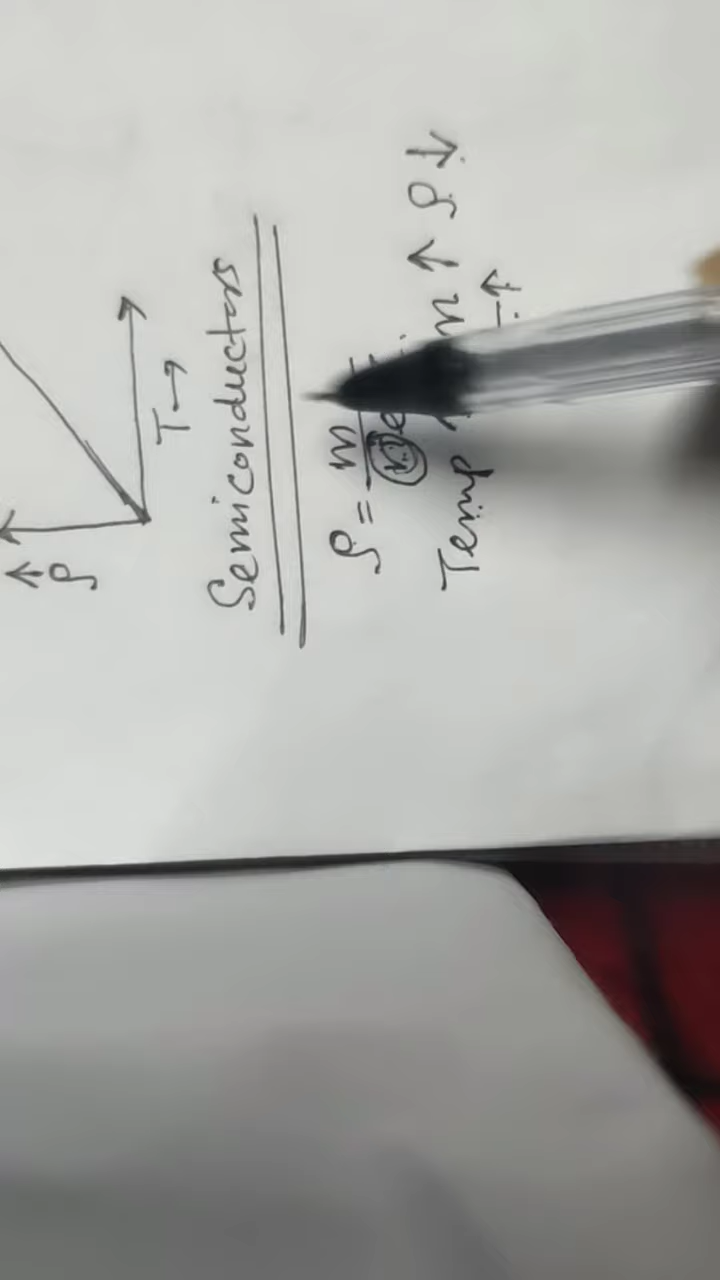 ↑
ρ
T→
Semiconductors
ρ = m
n e
Temp n ↑ ρ ↓